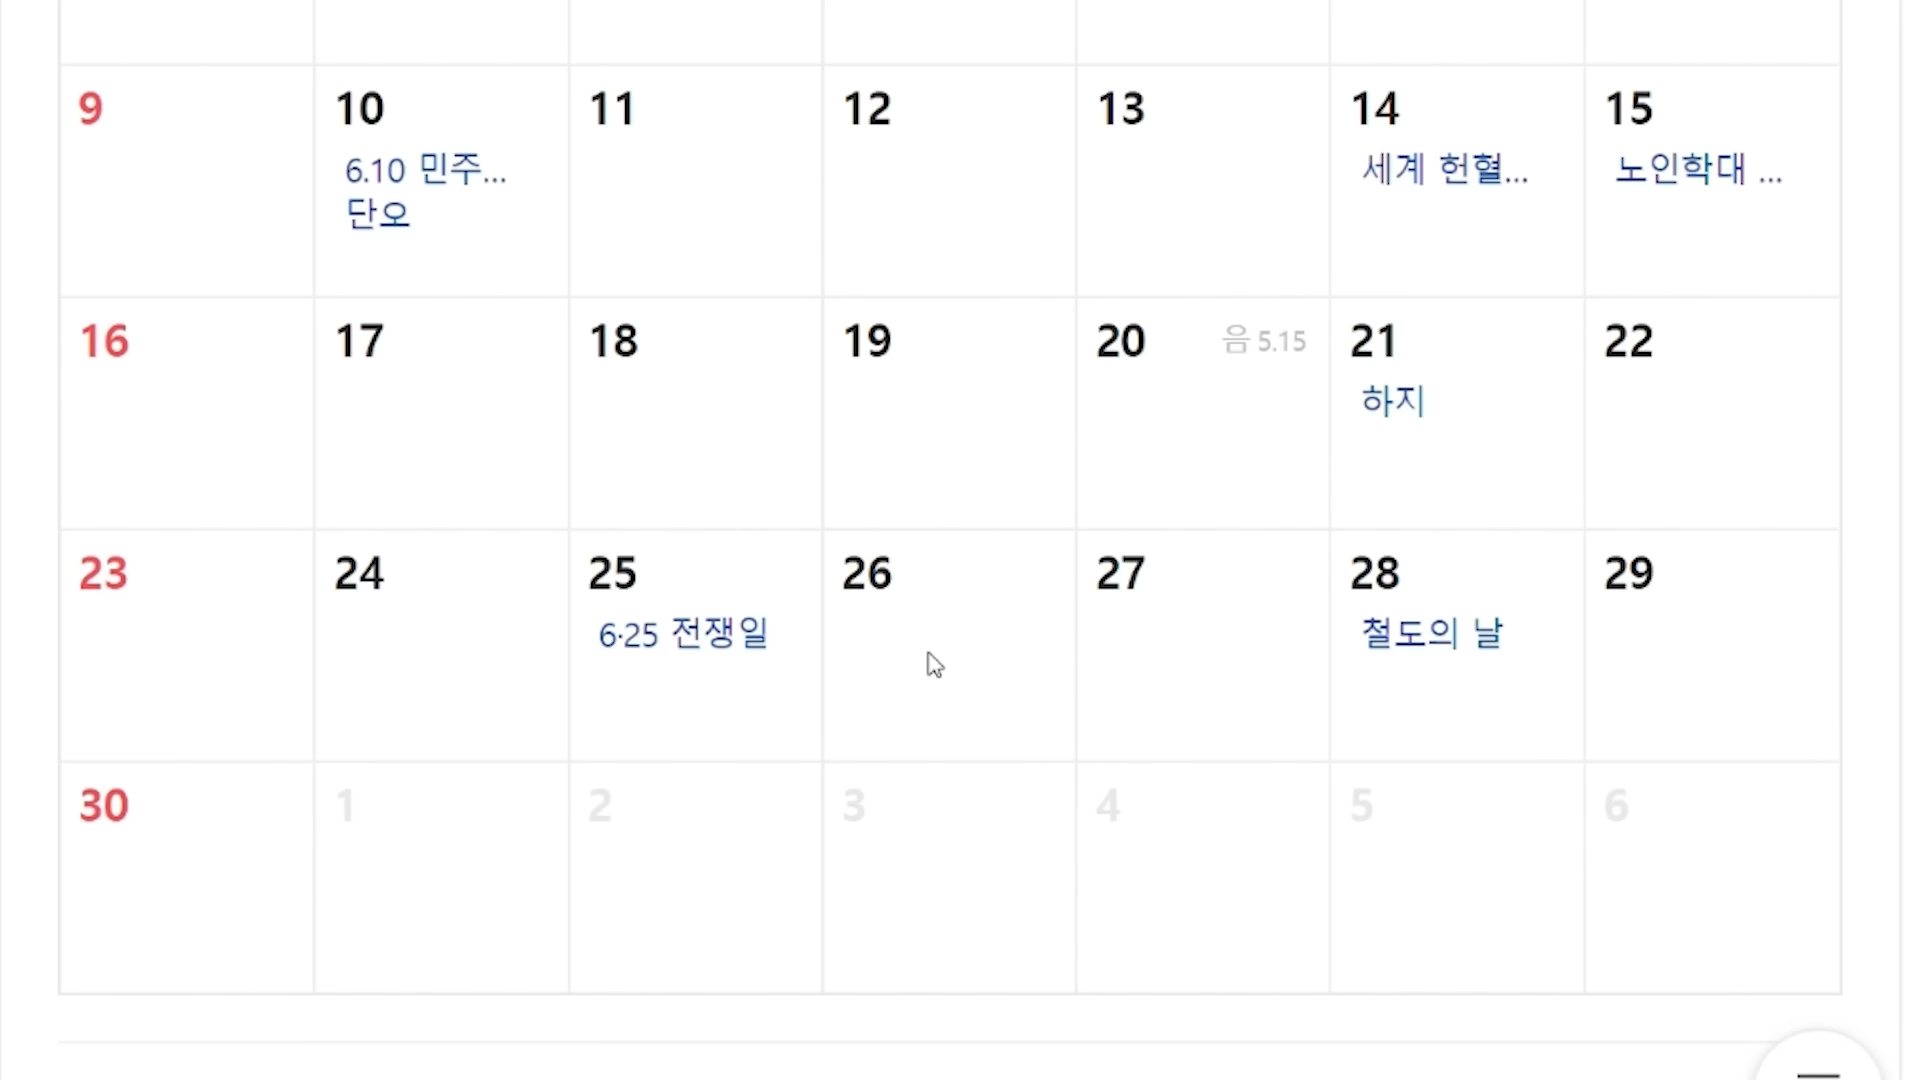 9 10 11 12 13 14 15
6.10 민주... 세계 헌혈... 노인학대 ...
단오
16 17 18 19 20 음 5.15 21 22
하지
23 24 25 26 27 28 29
6·25 전쟁일 철도의 날
30 1 2 3 4 5 6